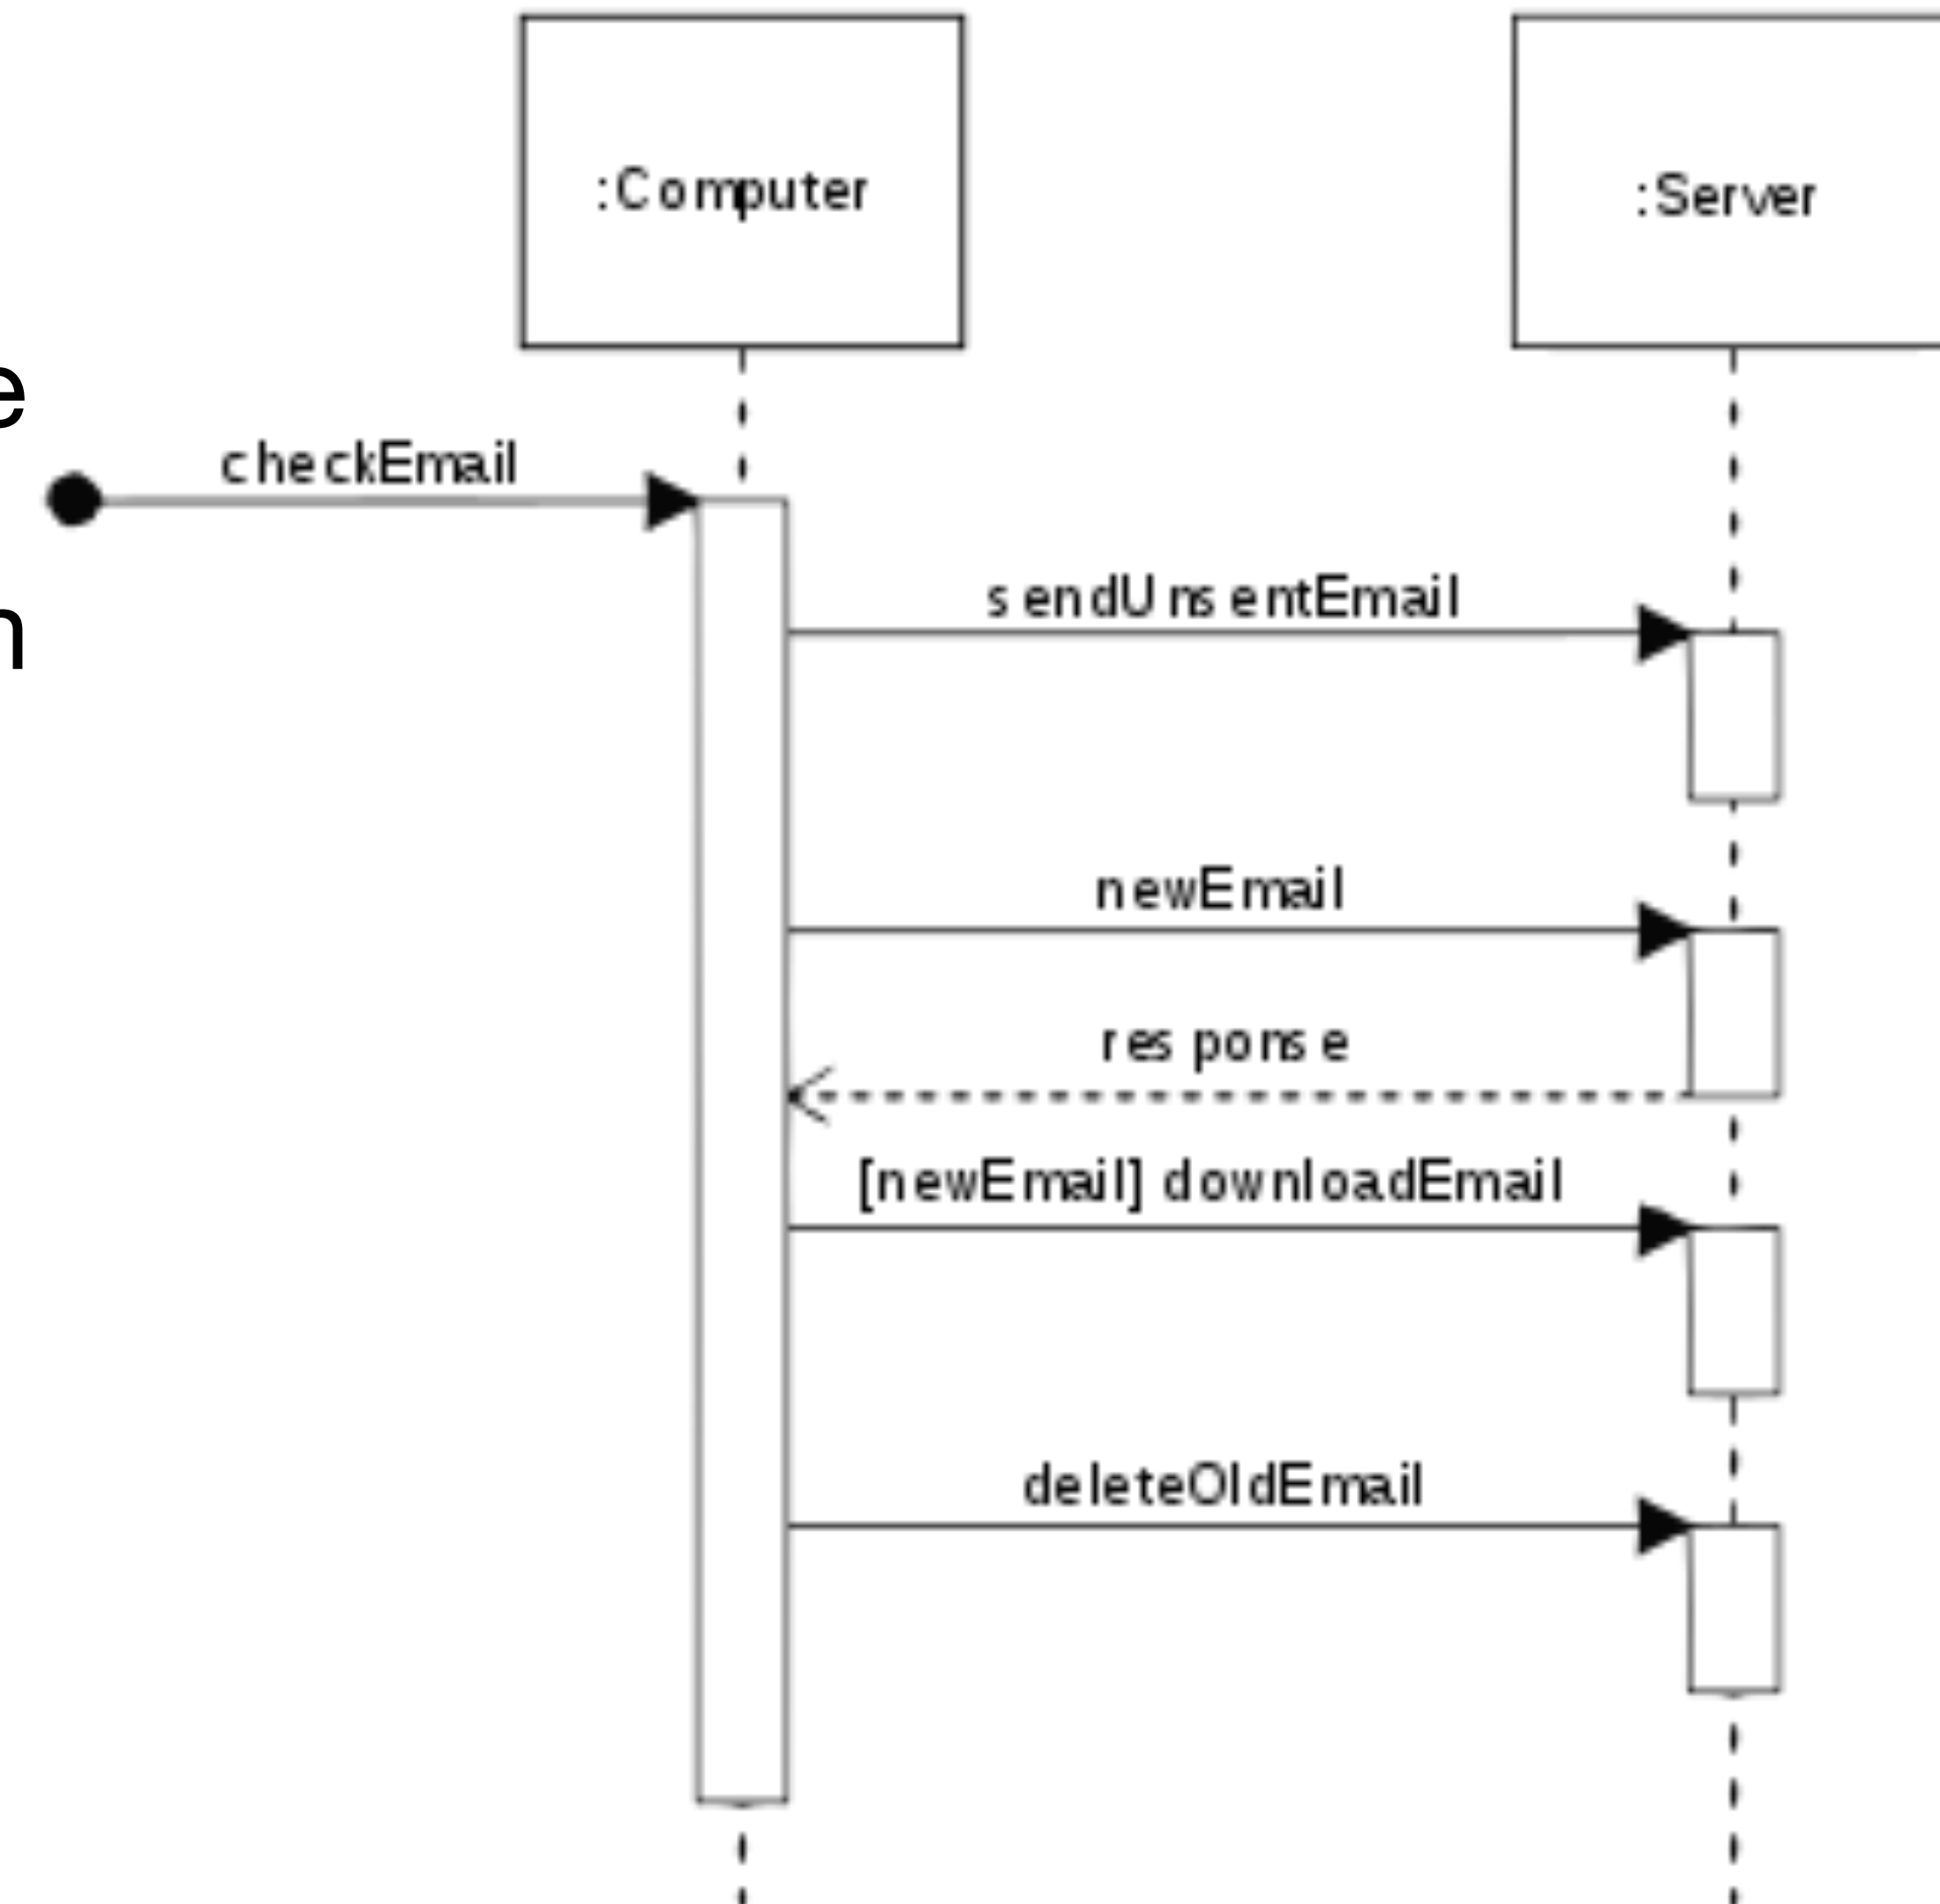 :Computer
:Server
e
checkEmail
n
sendUnsentEmail
newEmail
response
[newEmail] downloadEmail
deleteOldEmail